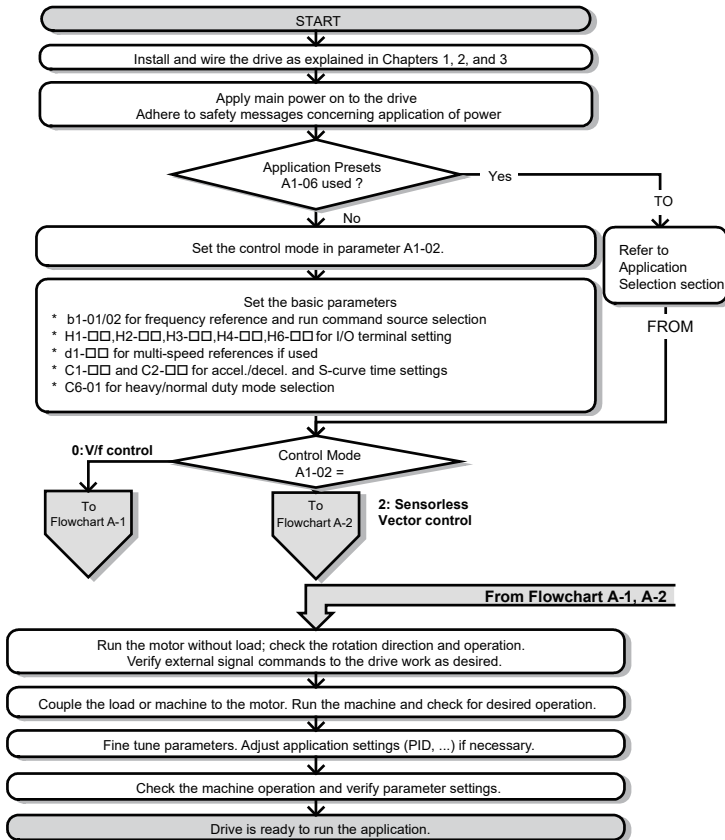 START
Install and wire the drive as explained in Chapters 1, 2, and 3
Apply main power on to the drive
Adhere to safety messages concerning application of power
Application Presets
A1-06 used ?
Yes
No
TO
Set the control mode in parameter A1-02.
Refer to
Application
Selection section
FROM
Set the basic parameters
* b1-01/02 for frequency reference and run command source selection
* H1-□□,H2-□□,H3-□□,H4-□□,H6-□□ for I/O terminal setting
* d1-□□ for multi-speed references if used
* C1-□□ and C2-□□ for accel./decel. and S-curve time settings
* C6-01 for heavy/normal duty mode selection
0:V/f control
Control Mode
A1-02 =
To
Flowchart A-1
To
Flowchart A-2
2: Sensorless
Vector control
From Flowchart A-1, A-2
Run the motor without load; check the rotation direction and operation.
Verify external signal commands to the drive work as desired.
Couple the load or machine to the motor. Run the machine and check for desired operation.
Fine tune parameters. Adjust application settings (PID, ...) if necessary.
Check the machine operation and verify parameter settings.
Drive is ready to run the application.